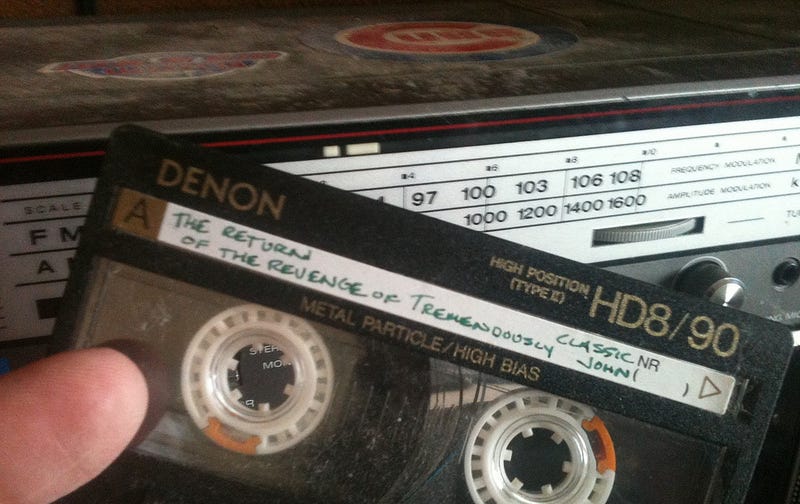 SCALE
FM
97 100 103 106 108
FREQUENCY MODULATION
1000 1200 1400 1600
AMPLITUDE MODULATION
DENON
A
THE RETURN
OF THE REVENGE OF TREMENDOUSLY CLASSIC
JOHN
NR ( )
HIGH POSITION
(TYPE II)
HD8/90
METAL PARTICLE/HIGH BIAS